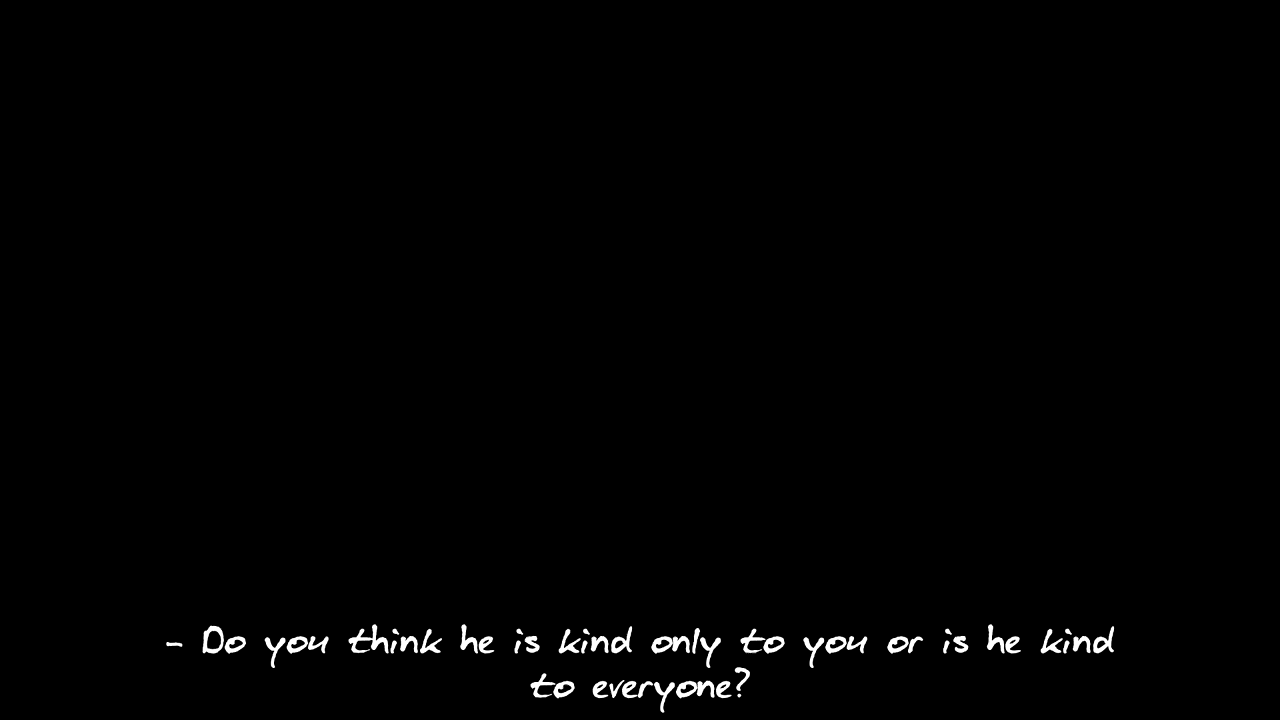 - Do you think he is kind only to you or is he kind
to everyone?